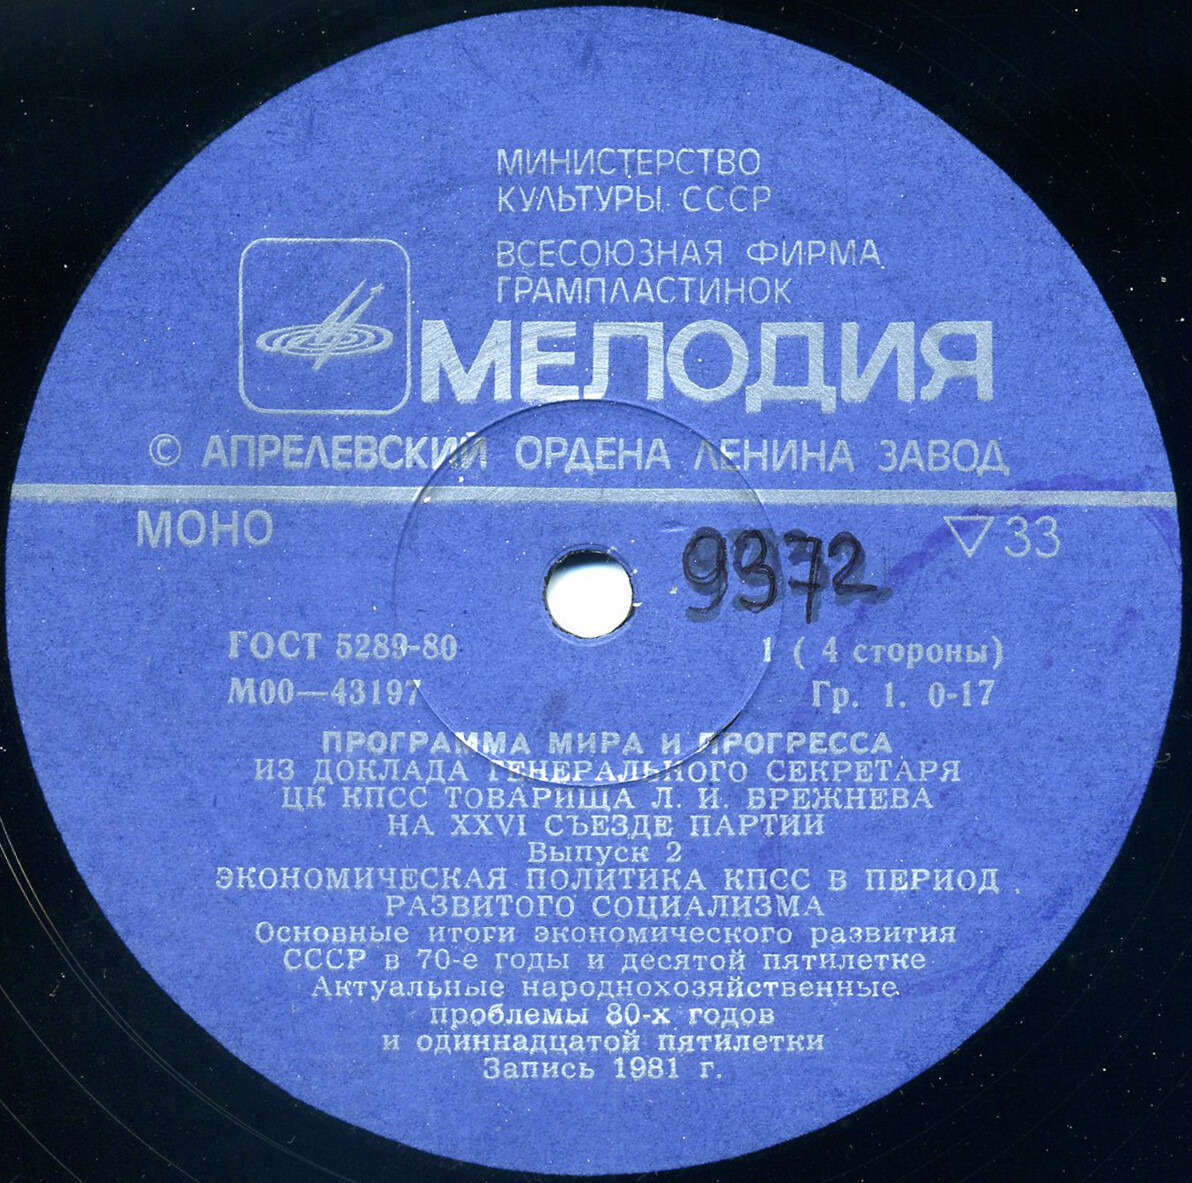 МИНИСТЕРСТВО
КУЛЬТУРЫ СССР
ВСЕСОЮЗНАЯ ФИРМА
ГРАМПЛАСТИНОК
МЕЛОДИЯ
© АПРЕЛЕВСКИЙ ОРДЕНА ЛЕНИНА ЗАВОД
МОНО
▽33
9372
ГОСТ 5289-80
1 ( 4 стороны)
М00—43197
Гр. 1. 0-17
ПРОГРАММА МИРА И ПРОГРЕССА
ИЗ ДОКЛАДА ГЕНЕРАЛЬНОГО СЕКРЕТАРЯ
ЦК КПСС ТОВАРИЩА Л. И. БРЕЖНЕВА
НА XXVI СЪЕЗДЕ ПАРТИИ
Выпуск 2
ЭКОНОМИЧЕСКАЯ ПОЛИТИКА КПСС В ПЕРИОД
РАЗВИТОГО СОЦИАЛИЗМА
Основные итоги экономического развития
СССР в 70-е годы и десятой пятилетке
Актуальные народнохозяйственные
проблемы 80-х годов
и одиннадцатой пятилетки
Запись 1981 г.